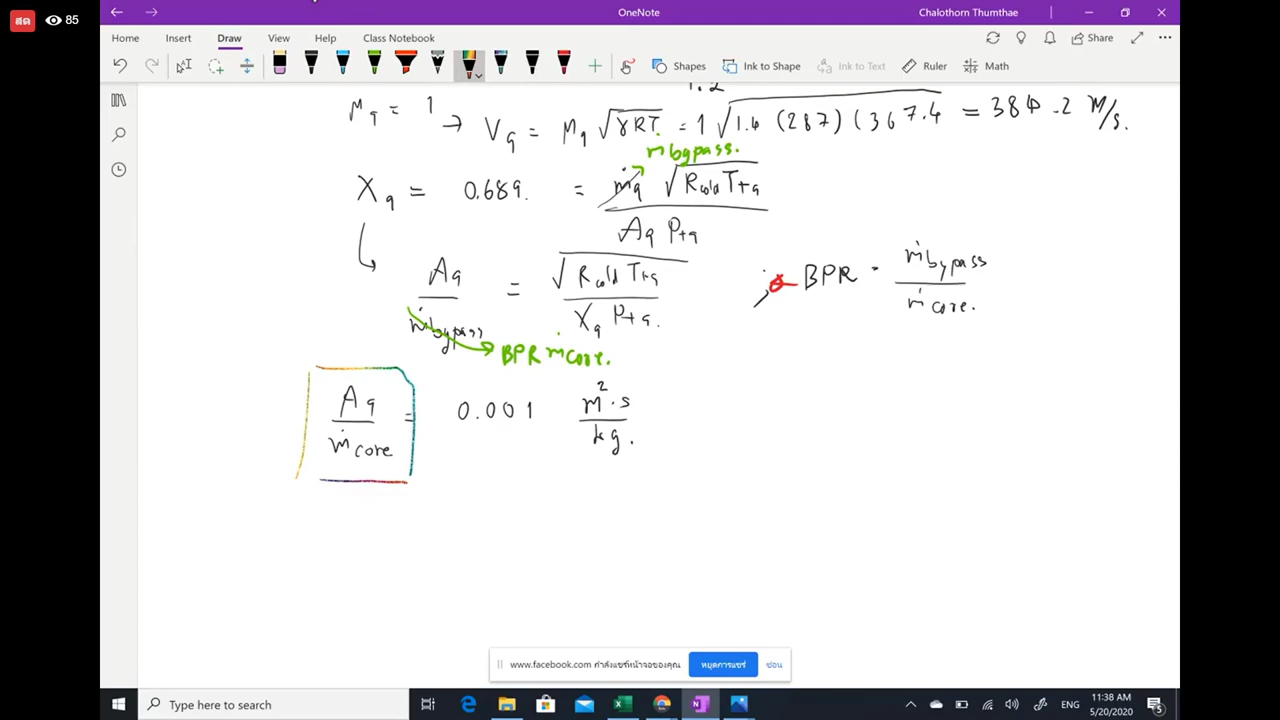 สด 85
OneNote
Chalothorn Thumthae
Home Insert Draw View Help Class Notebook
Share
Shapes Ink to Shape Ink to Text Ruler Math
1.2
M9 = 1 → V9 = M9 √γRT = 1 √1.4 (287) (367.4 = 384.2 m/s.
ṁbypass.
X9 = 0.689. = ṁ9 √Rcold Tt9
A9 Pt9
A9 = √Rcold Tt9
ṁbypass X9 Pt9.
BPR = ṁbypass
ṁcore.
BPR ṁcore.
A9 = 0.001 m²·s
ṁcore kg.
www.facebook.com กำลังแชร์หน้าจอของคุณ หยุดการแชร์ ซ่อน
Type here to search
ENG
11:38 AM
5/20/2020
5